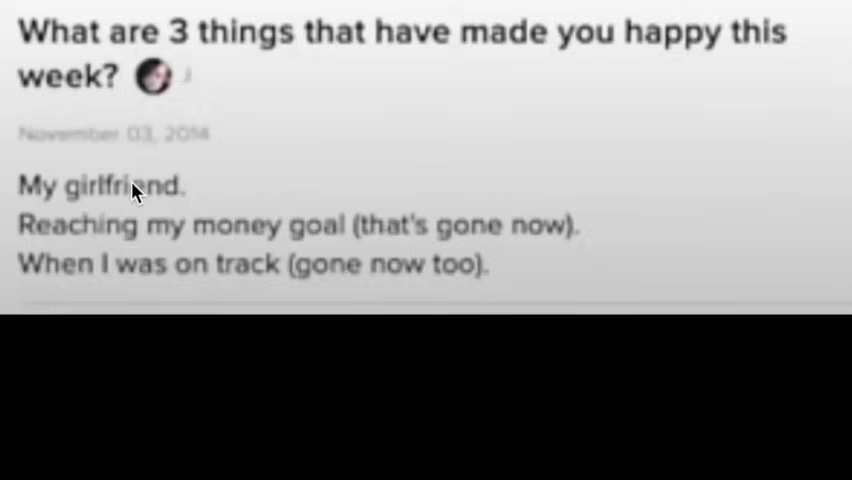 What are 3 things that have made you happy this
week?
November 03, 2014
My girlfriend.
Reaching my money goal (that's gone now).
When I was on track (gone now too).